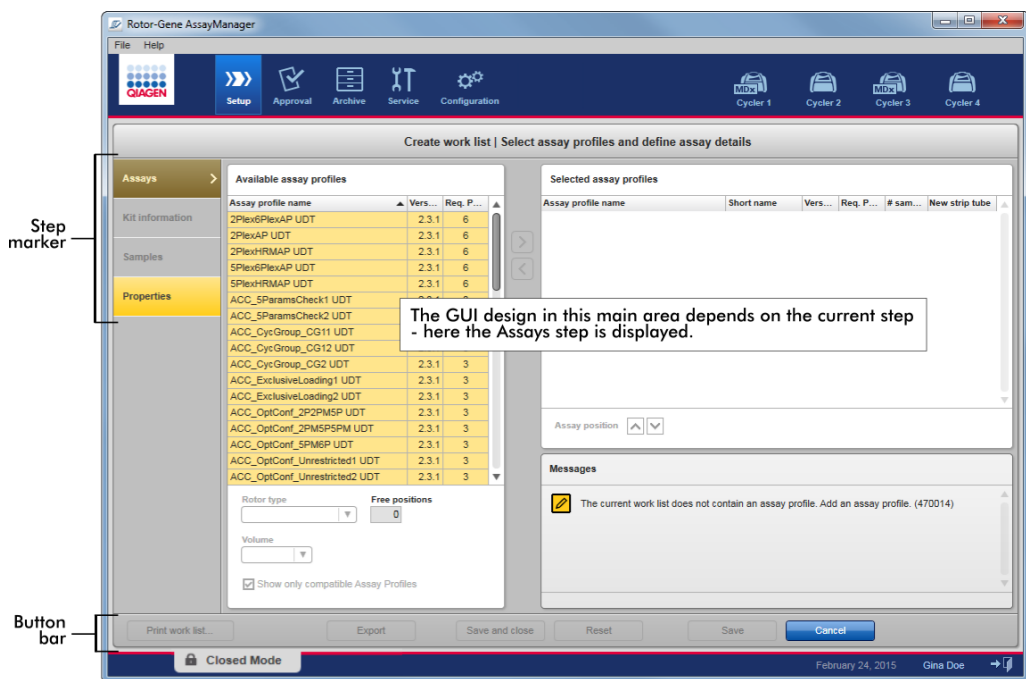 Rotor-Gene AssayManager
File Help
QIAGEN
Setup Approval Archive Service Configuration
MDx MDx
Cycler 1 Cycler 2 Cycler 3 Cycler 4
Create work list | Select assay profiles and define assay details
Step marker
Assays
Kit information
Samples
Properties
Available assay profiles
Assay profile name Vers... Req. P...
2Plex6PlexAP UDT 2.3.1 6
2PlexAP UDT 2.3.1 6
2PlexHRMAP UDT 2.3.1 6
5Plex6PlexAP UDT 2.3.1 6
5PlexHRMAP UDT 2.3.1 6
ACC_5ParamsCheck1 UDT
ACC_5ParamsCheck2 UDT
ACC_CycGroup_CG11 UDT
ACC_CycGroup_CG12 UDT
ACC_CycGroup_CG2 UDT 2.3.1 3
ACC_ExclusiveLoading1 UDT 2.3.1 3
ACC_ExclusiveLoading2 UDT 2.3.1 3
ACC_OptConf_2P2PM5P UDT 2.3.1 3
ACC_OptConf_2PM5P5PM UDT 2.3.1 3
ACC_OptConf_5PM6P UDT 2.3.1 3
ACC_OptConf_Unrestricted1 UDT 2.3.1 3
ACC_OptConf_Unrestricted2 UDT 2.3.1 3
Rotor type Free positions
0
Volume
Show only compatible Assay Profiles
Selected assay profiles
Assay profile name Short name Vers... Req. P... # sam... New strip tube
The GUI design in this main area depends on the current step
- here the Assays step is displayed.
Assay position
Messages
The current work list does not contain an assay profile. Add an assay profile. (470014)
Button bar
Print work list... Export Save and close Reset Save Cancel
Closed Mode
February 24, 2015 Gina Doe